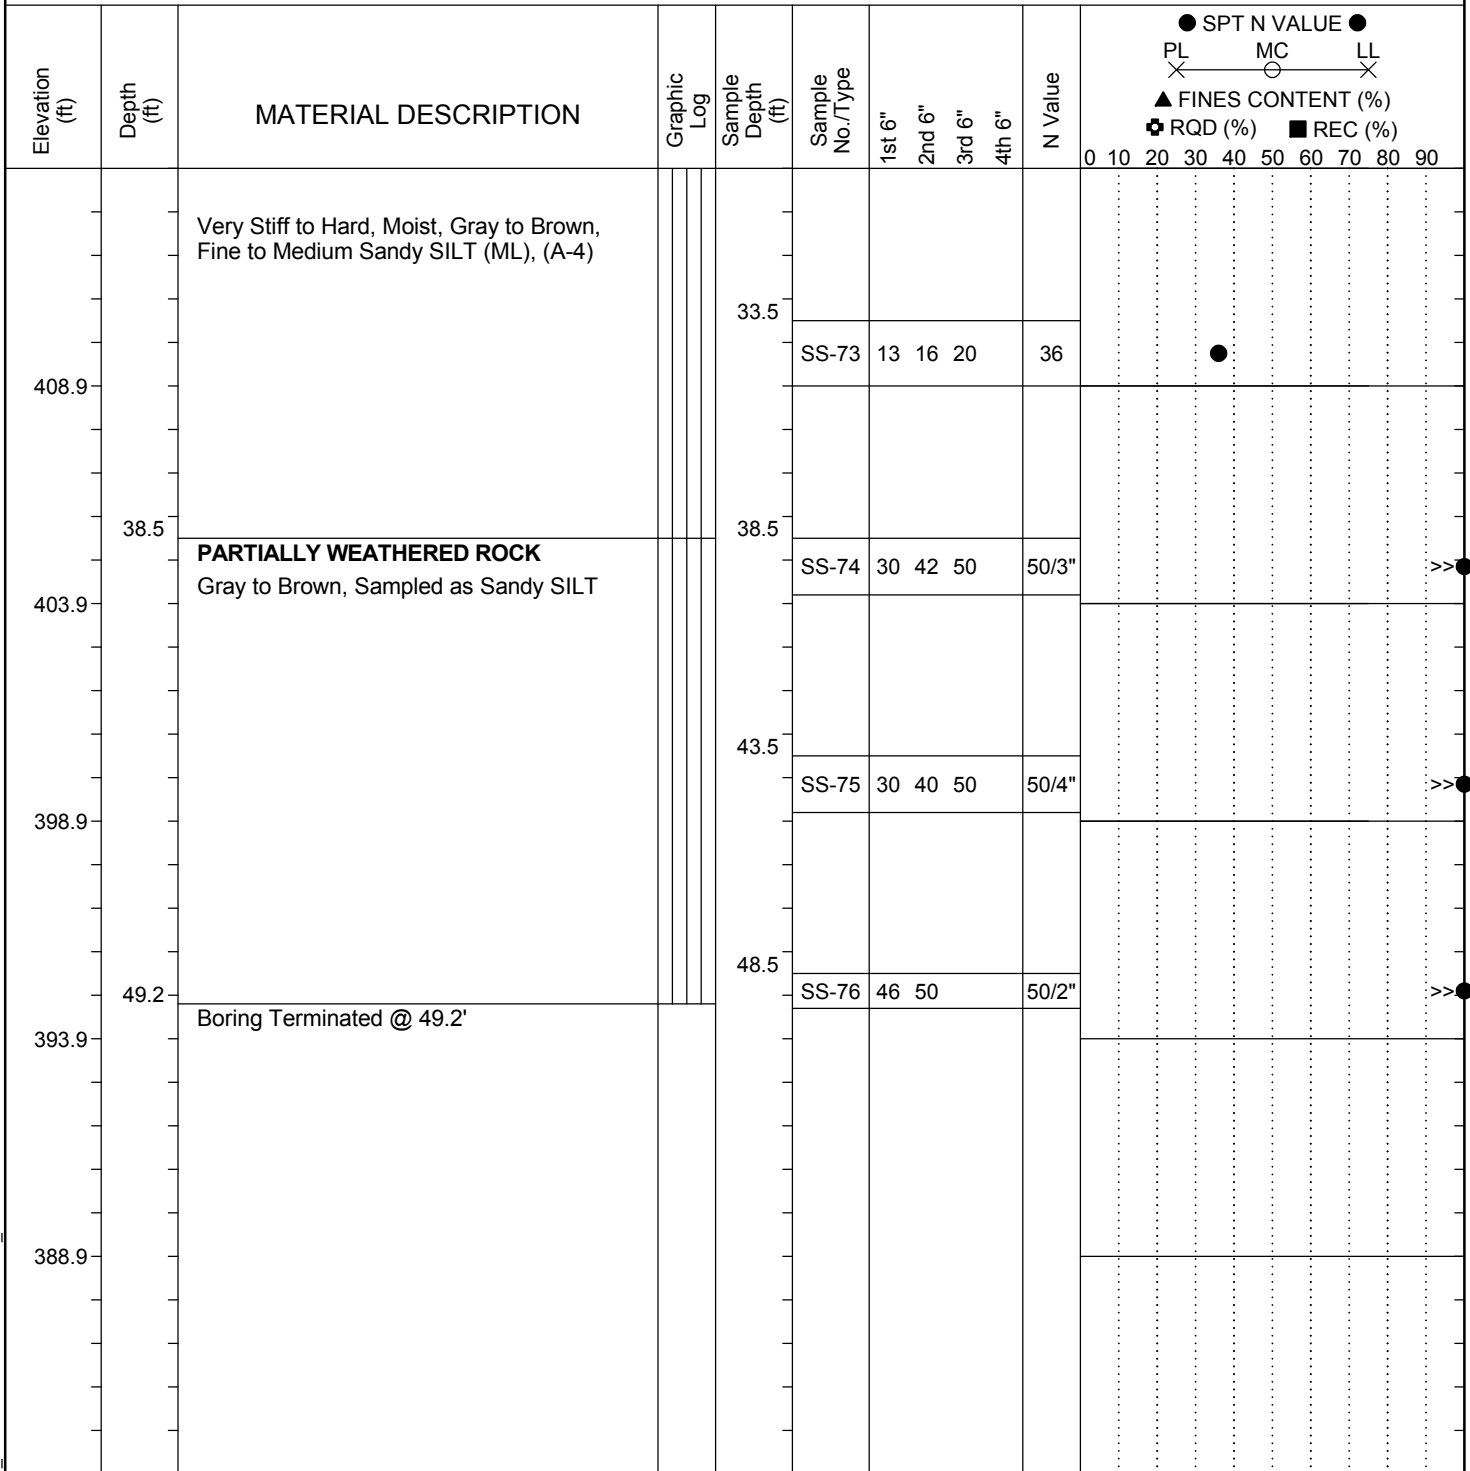 ● SPT N VALUE ●
PL MC LL
▲ FINES CONTENT (%)
RQD (%) ■ REC (%)
Elevation
(ft)
Depth
(ft)
MATERIAL DESCRIPTION
Graphic
Log
Sample
Depth
(ft)
Sample
No./Type
1st 6"
2nd 6"
3rd 6"
4th 6"
N Value
0 10 20 30 40 50 60 70 80 90
Very Stiff to Hard, Moist, Gray to Brown,
Fine to Medium Sandy SILT (ML), (A-4)
33.5
SS-73 13 16 20 36
408.9
38.5 38.5
PARTIALLY WEATHERED ROCK
SS-74 30 42 50 50/3" >>
Gray to Brown, Sampled as Sandy SILT
403.9
43.5
SS-75 30 40 50 50/4" >>
398.9
48.5
49.2 SS-76 46 50 50/2" >>
Boring Terminated @ 49.2'
393.9
388.9